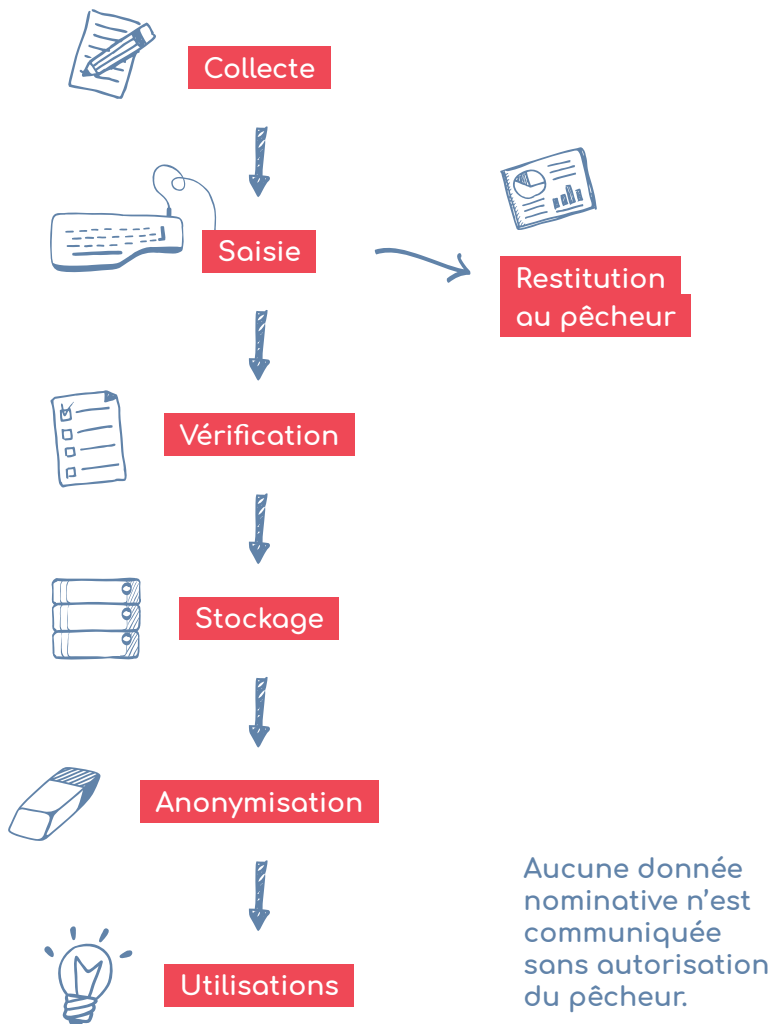 Collecte
Saisie
Restitution
au pêcheur
Vérification
Stockage
Anonymisation
Utilisations
Aucune donnée
nominative n'est
communiquée
sans autorisation
du pêcheur.